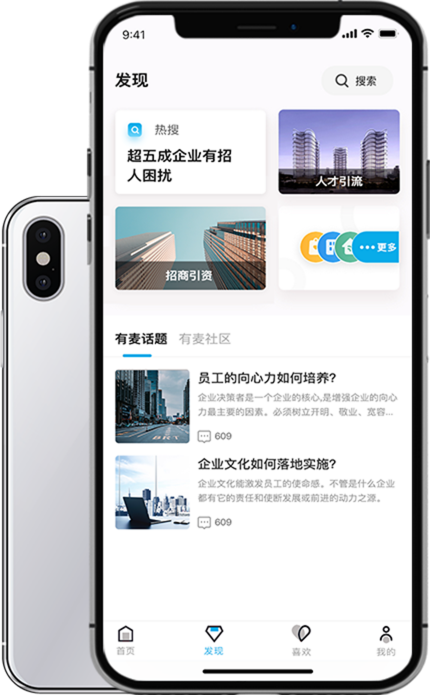 9:41
发现
搜索
热搜
超五成企业有招
人困扰
人才引流
招商引资
更多
有麦话题 有麦社区
员工的向心力如何培养?
企业决策者是一个企业的核心,是增强企业的向心
力最主要的因素。必须树立开明、敬业、宽容...
609
企业文化如何落地实施?
企业文化能激发员工的使命感。不管是什么企业
都有它的责任和使断发展或前进的动力之源。
609
首页 发现 喜欢 我的